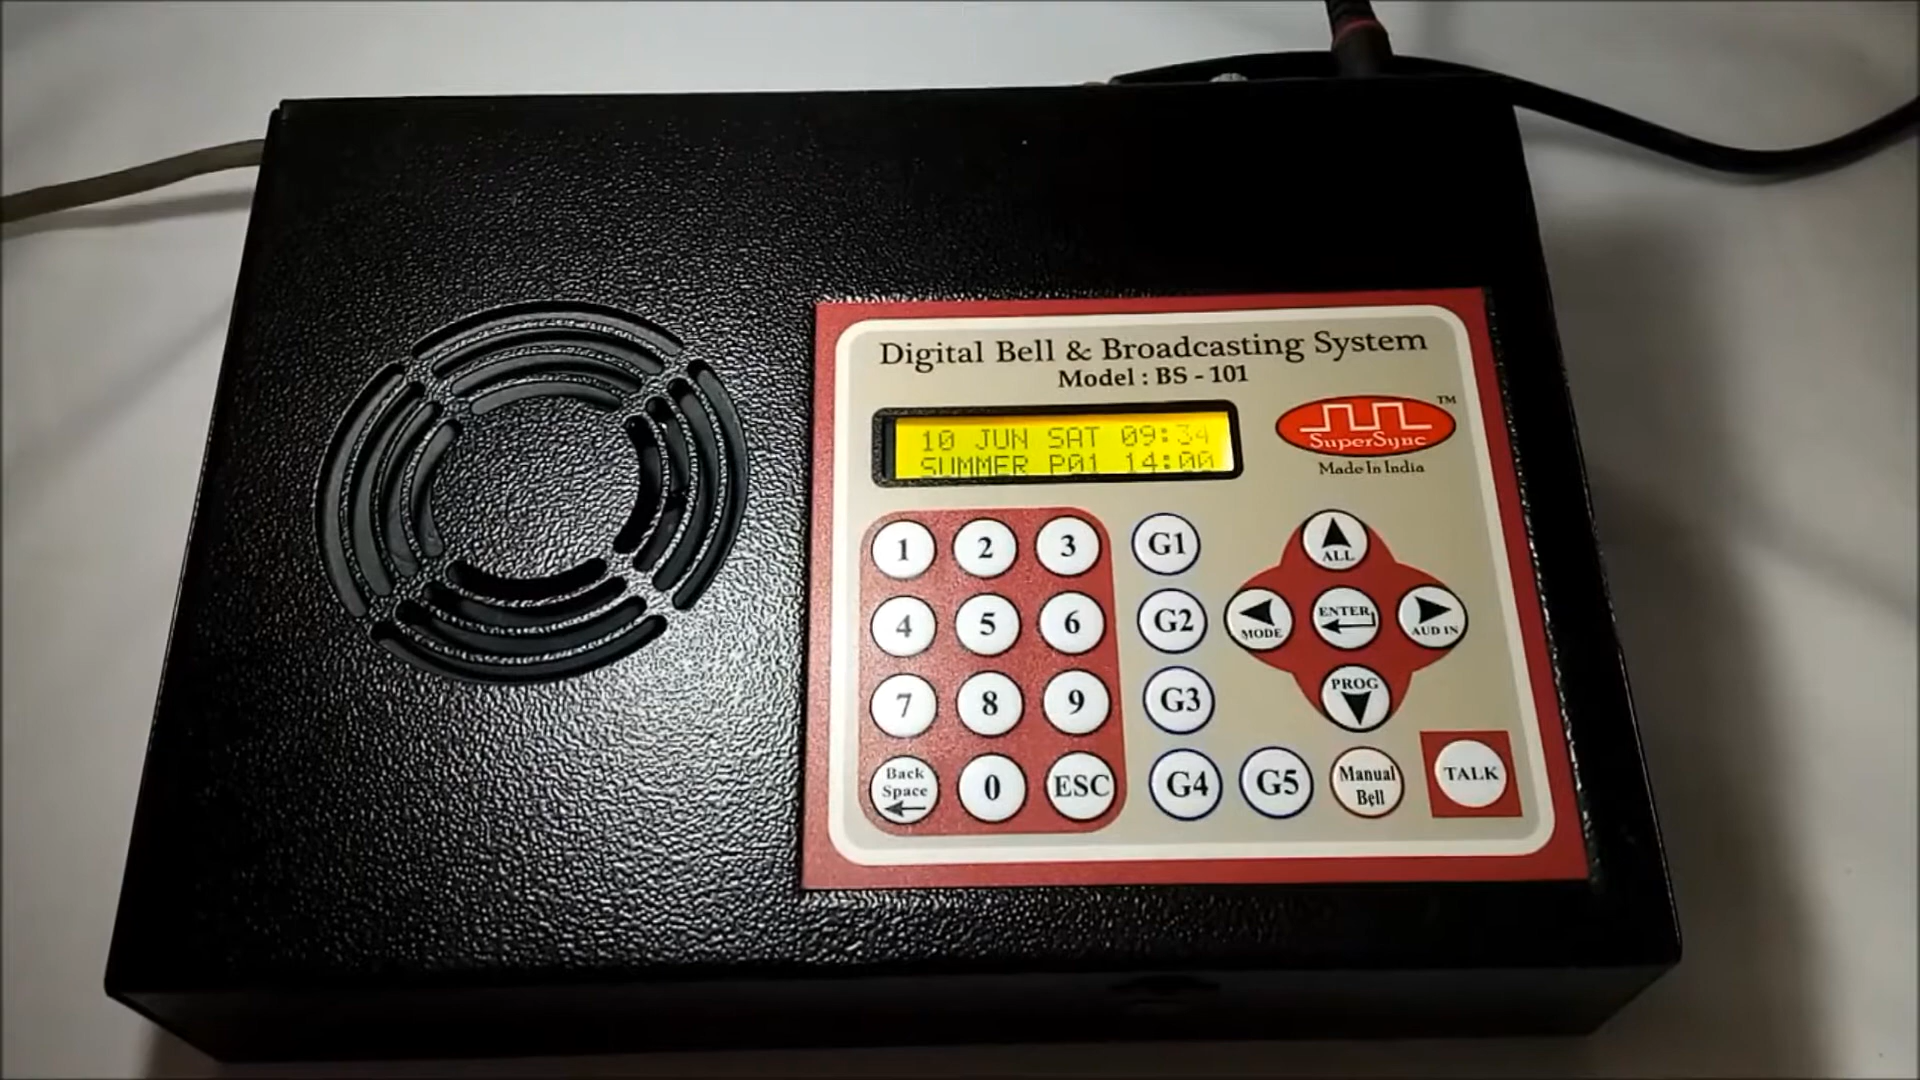 Digital Bell & Broadcasting System
Model : BS - 101
10 JUN SAT 09:34
SUMMER P01 14:00
SuperSync
TM
Made In India
1 2 3 G1
ALL
4 5 6 G2
MODE ENTER AUD IN
7 8 9 G3
PROG
Back
Space
0 ESC G4 G5
Manual
Bell
TALK